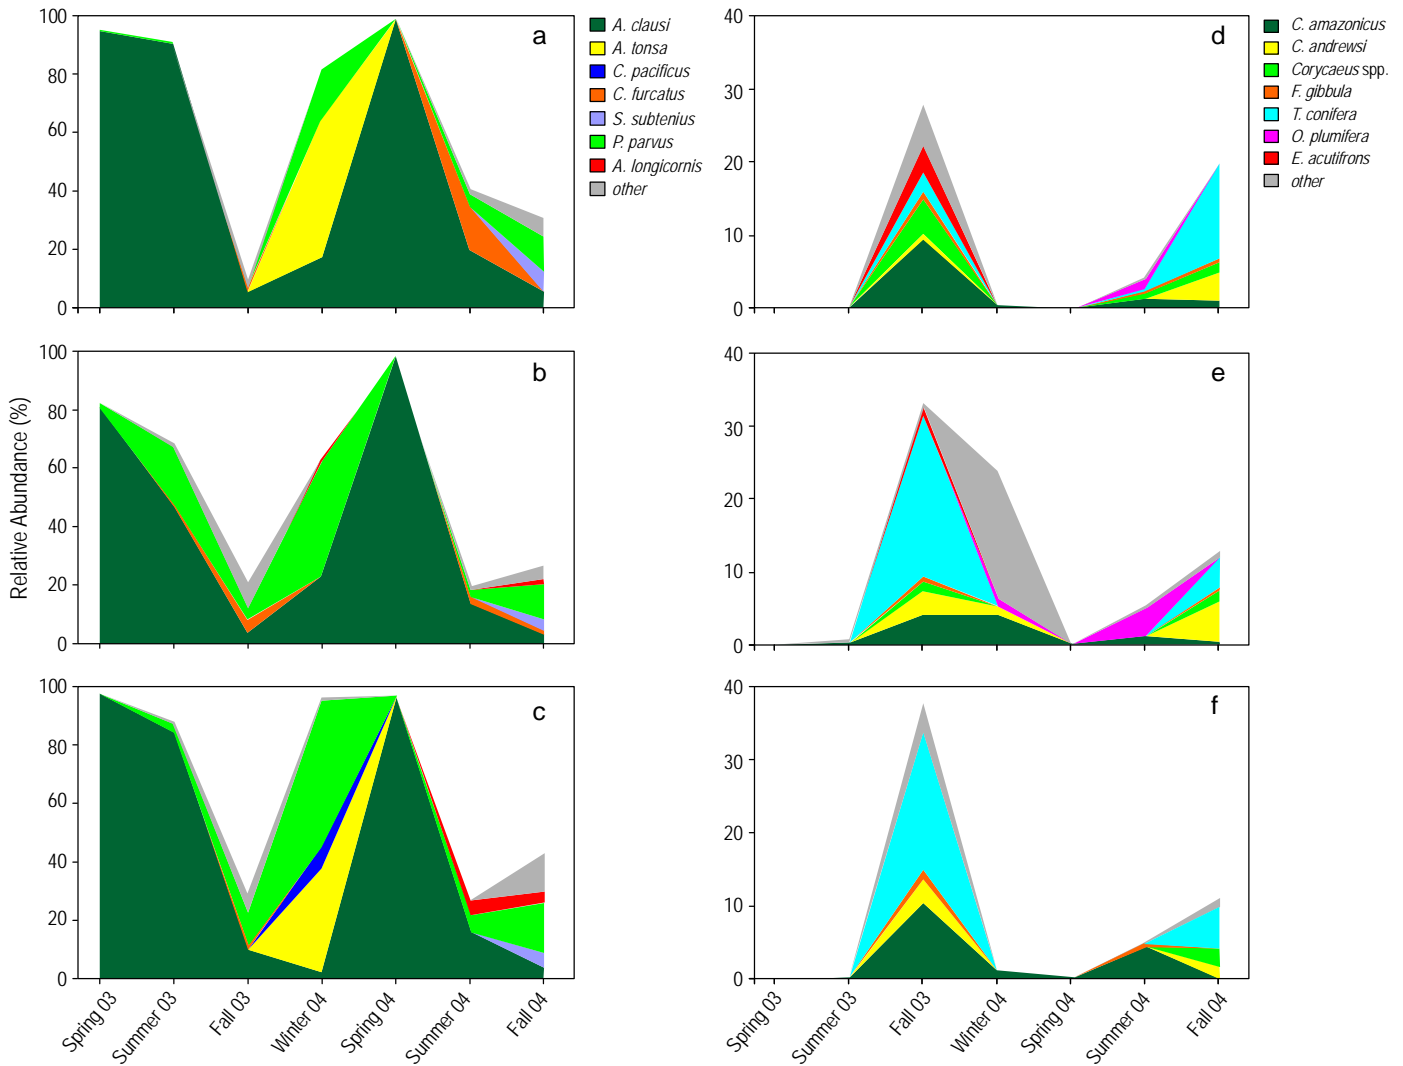 100
80
60
40
20
0
a
A. clausi
A. tonsa
C. pacificus
C. furcatus
S. subtenius
P. parvus
A. longicornis
other
40
30
20
10
0
d
C. amazonicus
C. andrewsi
Corycaeus spp.
F. gibbula
T. conifera
O. plumifera
E. acutifrons
other
Relative Abundance (%)
100
80
60
40
20
0
b
40
30
20
10
0
e
100
80
60
40
20
0
c
Spring 03
Summer 03
Fall 03
Winter 04
Spring 04
Summer 04
Fall 04
40
30
20
10
0
f
Spring 03
Summer 03
Fall 03
Winter 04
Spring 04
Summer 04
Fall 04